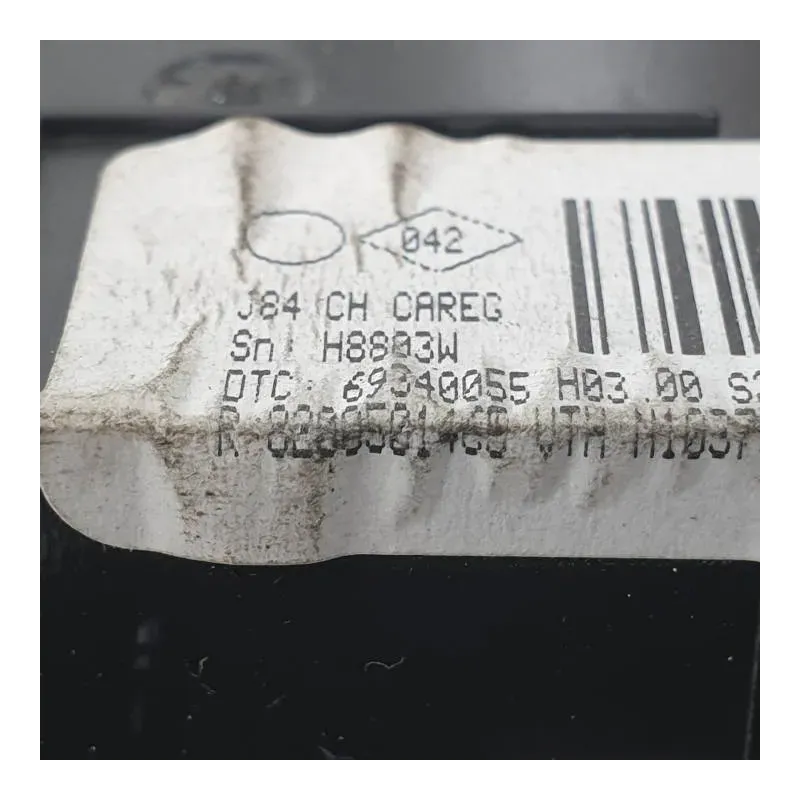 042
J84 CH CAREG
Sn: H8803W
DTC: 69340055 H03.00
R